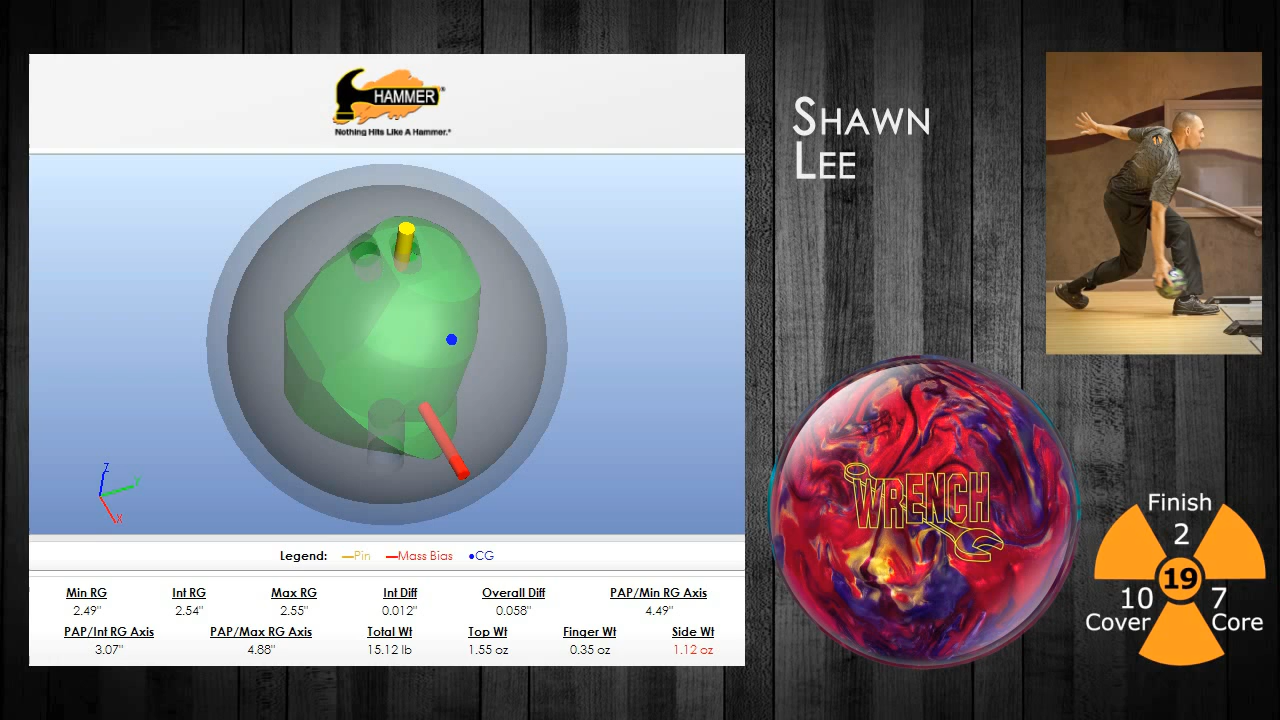 HAMMER®
Nothing Hits Like A Hammer.®
SHAWN
LEE
Z
Y
X
Legend: Pin Mass Bias CG
Min RG Int RG Max RG Int Diff Overall Diff PAP/Min RG Axis
2.49" 2.54" 2.55" 0.012" 0.058" 4.49"
PAP/Int RG Axis PAP/Max RG Axis Total Wt Top Wt Finger Wt Side Wt
3.07" 4.88" 15.12 lb 1.55 oz 0.35 oz 1.12 oz
WRENCH
Finish
2
19
10 7
Cover Core